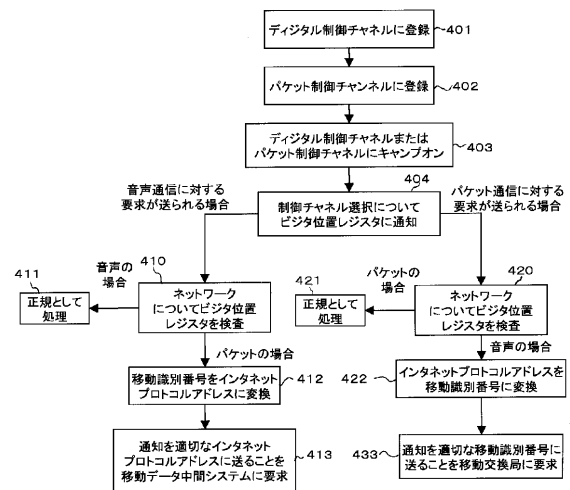 ディジタル制御チャネルに登録
401
パケット制御チャンネルに登録
402
ディジタル制御チャネルまたは
パケット制御チャネルにキャンプオン
403
404
音声通信に対する
要求が送られる場合
制御チャネル選択について
ビジタ位置レジスタに通知
パケット通信に対する
要求が送られる場合
411
音声の
場合
410
正規として
処理
ネットワーク
についてビジタ位置
レジスタを検査
421
パケットの
場合
420
正規として
処理
ネットワーク
についてビジタ位置
レジスタを検査
パケットの場合
音声の場合
移動識別番号をインタネット
プロトコルアドレスに変換
412
422
インタネットプロトコルアドレスを
移動識別番号に変換
通知を適切なインタネット
プロトコルアドレスに送ることを
移動データ中間システムに要求
413
433
通知を適切な移動識別番号に
送ることを移動交換局に要求